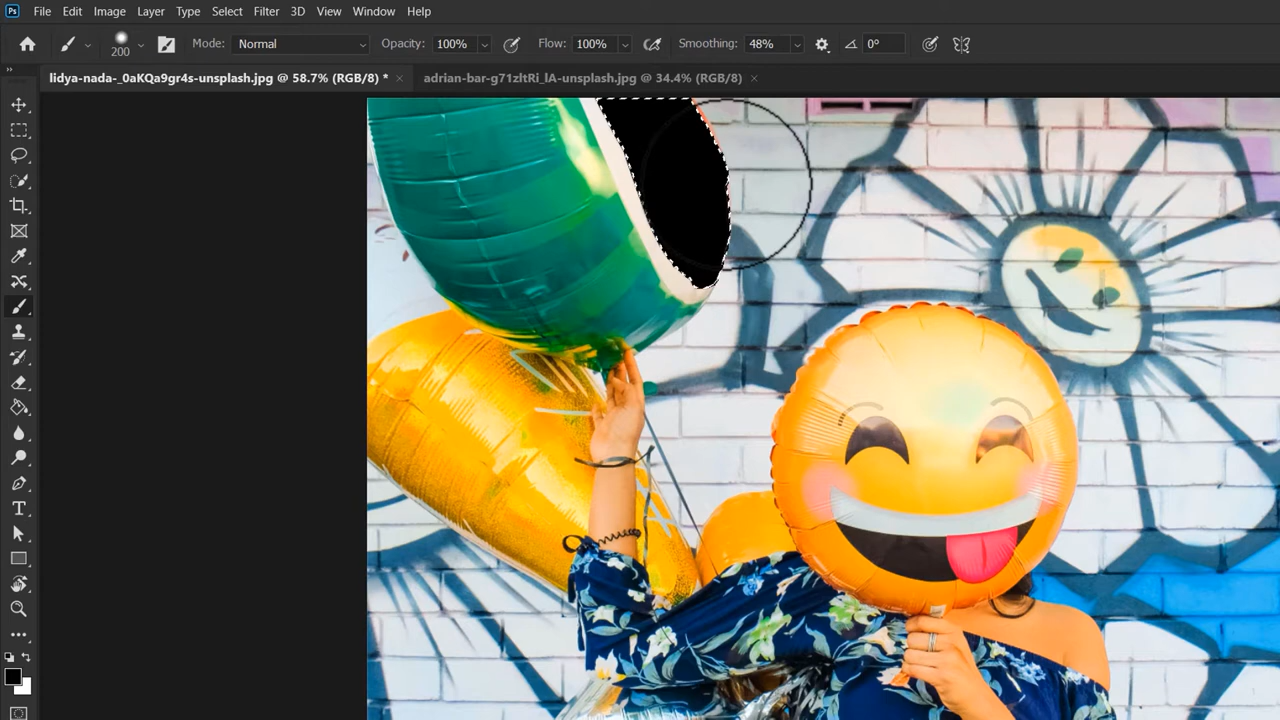 Ps File Edit Image Layer Type Select Filter 3D View Window Help
200 Mode: Normal Opacity: 100% Flow: 100% Smoothing: 48% 0°
lidya-nada-_0aKQa9gr4s-unsplash.jpg @ 58.7% (RGB/8) * × adrian-bar-g71zltRi_lA-unsplash.jpg @ 34.4% (RGB/8) ×